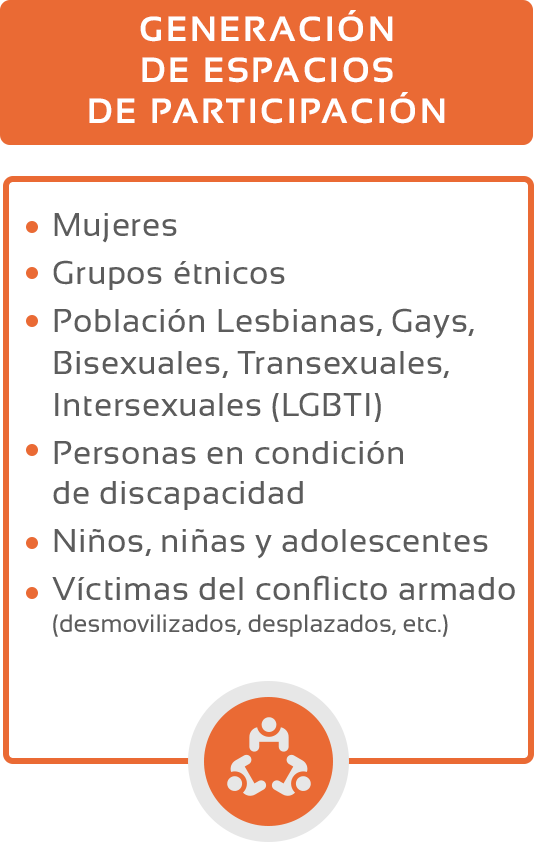 GENERACIÓN
DE ESPACIOS
DE PARTICIPACIÓN
• Mujeres
• Grupos étnicos
• Población Lesbianas, Gays,
Bisexuales, Transexuales,
Intersexuales (LGBTI)
• Personas en condición
de discapacidad
• Niños, niñas y adolescentes
• Víctimas del conflicto armado
(desmovilizados, desplazados, etc.)